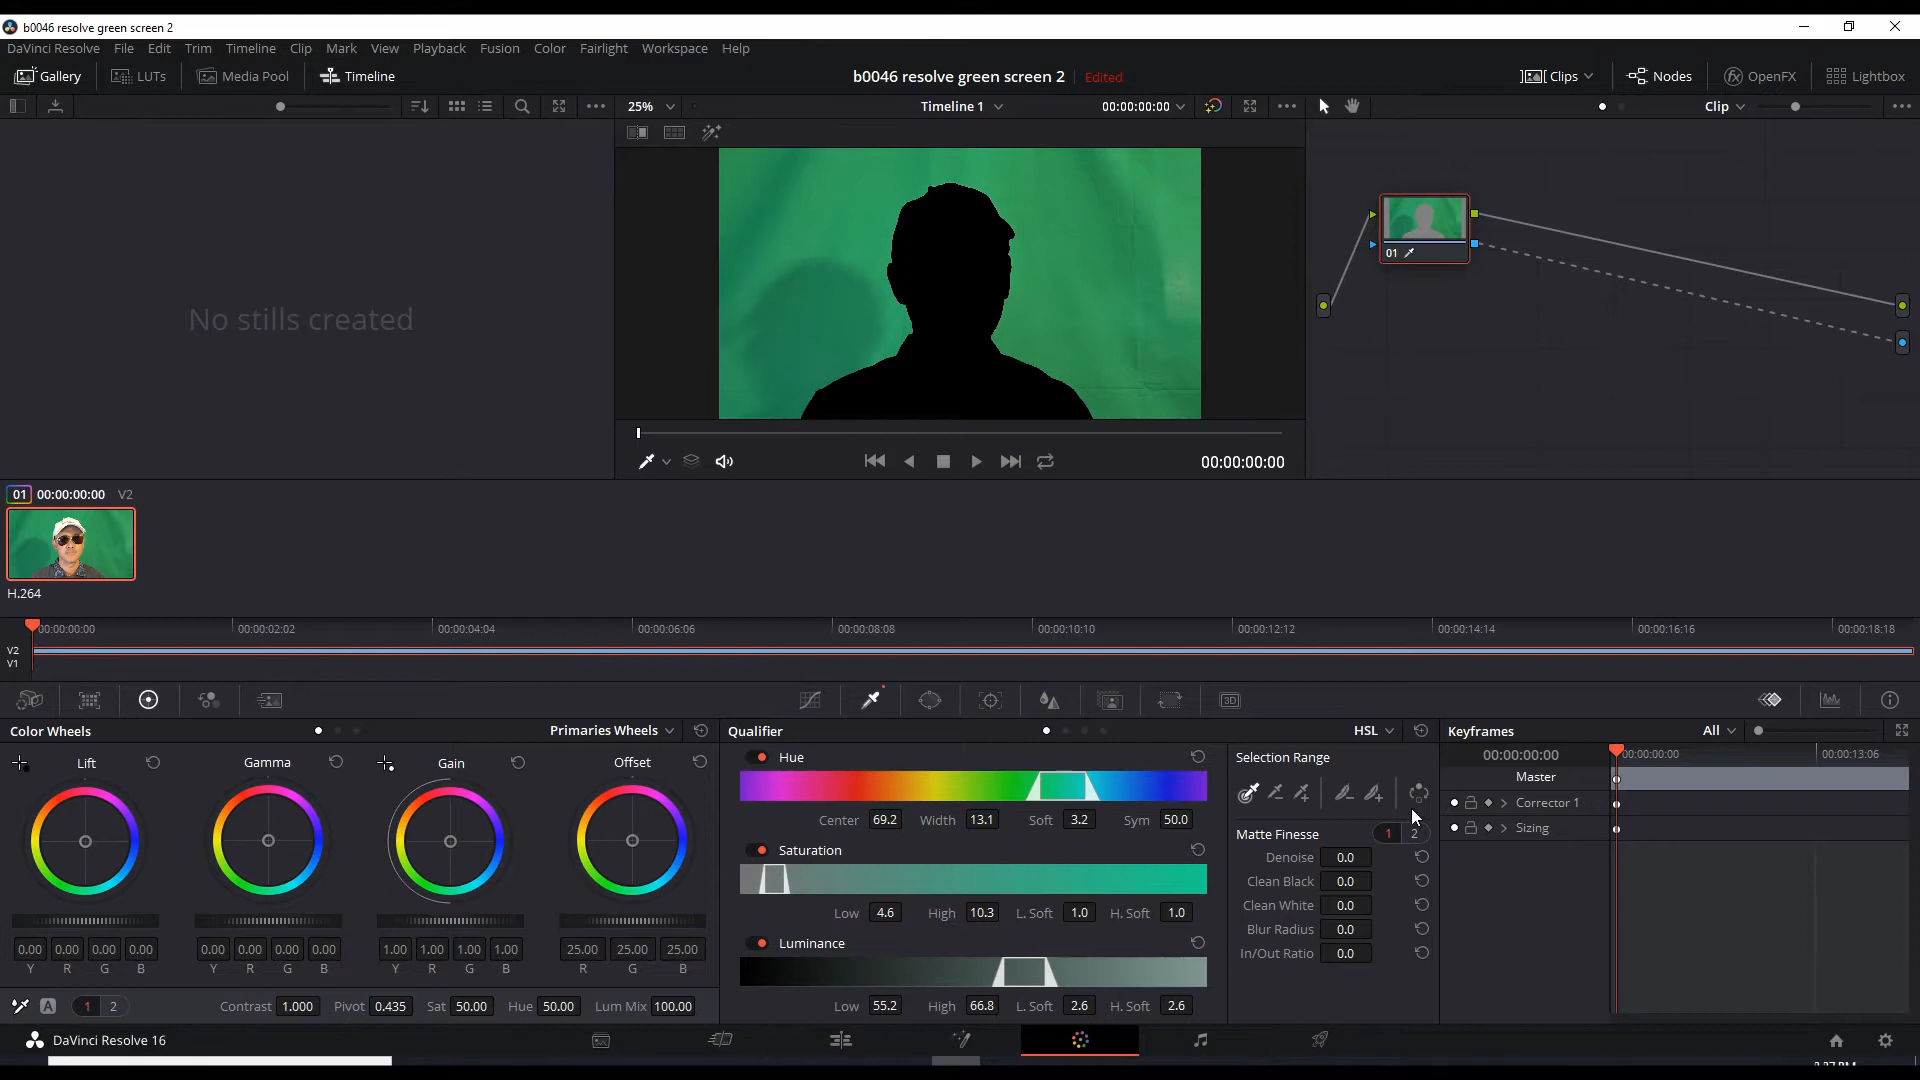 b0046 resolve green screen 2
DaVinci Resolve File Edit Trim Timeline Clip Mark View Playback Fusion Color Fairlight Workspace Help
Gallery LUTs Media Pool Timeline b0046 resolve green screen 2 Edited Clips Nodes OpenFX Lightbox
25% Timeline 1 00:00:00:00 Clip
01
No stills created
00:00:00:00
01 00:00:00:00 V2
H.264
00:00:00:00 00:00:02:02 00:00:04:04 00:00:06:06 00:00:08:08 00:00:10:10 00:00:12:12 00:00:14:14 00:00:16:16 00:00:18:18
V2
V1
3D
Color Wheels Primaries Wheels
Lift Gamma Gain Offset
0.00 0.00 0.00 0.00 0.00 0.00 0.00 0.00 1.00 1.00 1.00 1.00 25.00 25.00 25.00
Y R G B Y R G B Y R G B R G B
A 1 2 Contrast 1.000 Pivot 0.435 Sat 50.00 Hue 50.00 Lum Mix 100.00
Qualifier HSL
Hue
Center 69.2 Width 13.1 Soft 3.2 Sym 50.0
Saturation
Low 4.6 High 10.3 L. Soft 1.0 H. Soft 1.0
Luminance
Low 55.2 High 66.8 L. Soft 2.6 H. Soft 2.6
Selection Range
Matte Finesse 1 2
Denoise 0.0
Clean Black 0.0
Clean White 0.0
Blur Radius 0.0
In/Out Ratio 0.0
Keyframes All
00:00:00:00 00:00:00:00 00:00:13:06
Master
Corrector 1
Sizing
DaVinci Resolve 16